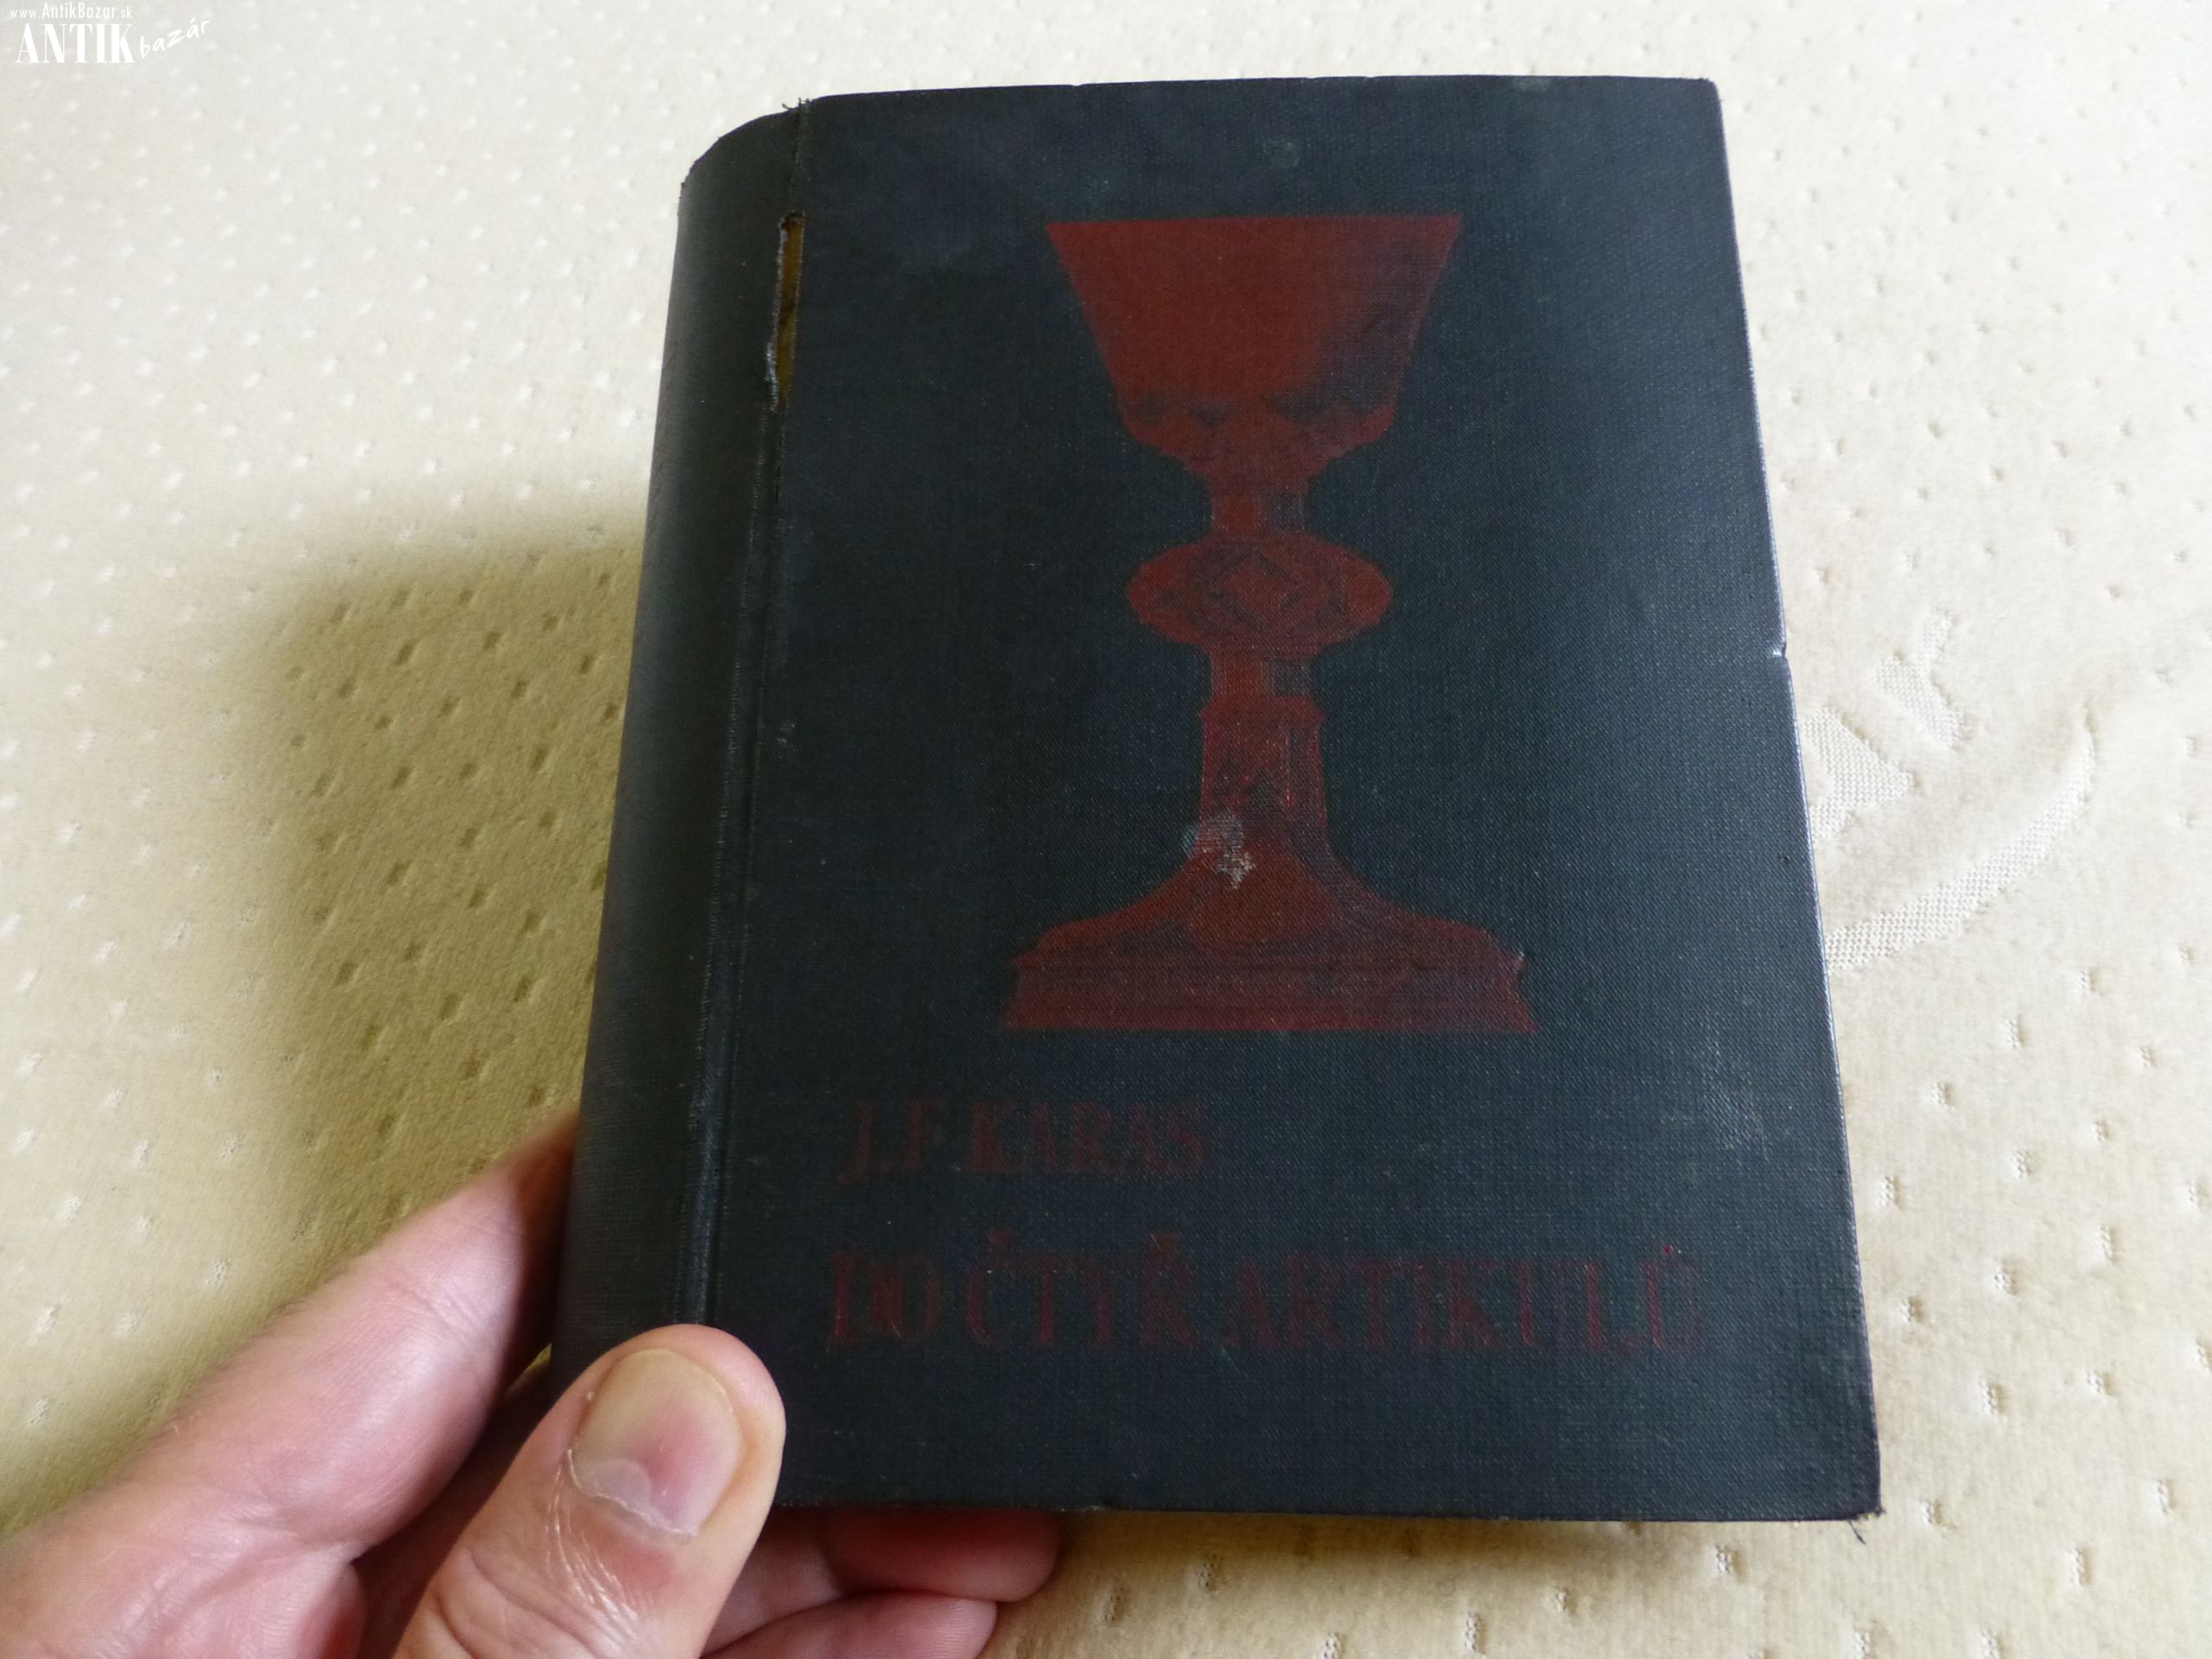 www.AntikBazar.sk
ANTIK bazár
J.F KARAS
DO ČTYŘ ARTIKULŮ